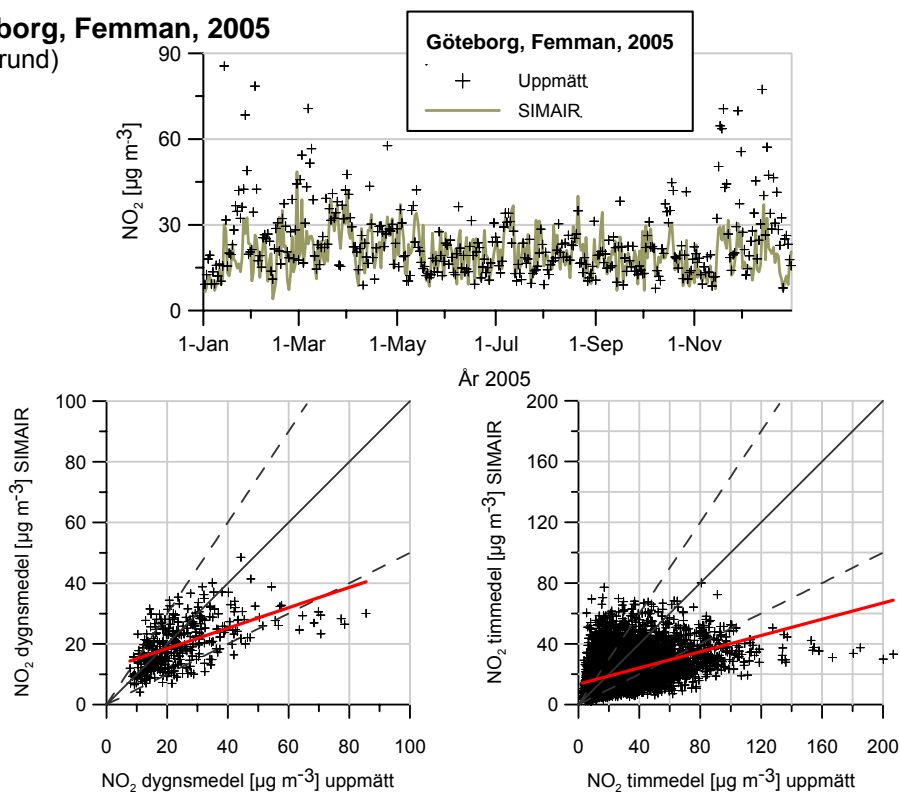 borg, Femman, 2005
rund)
Göteborg, Femman, 2005
Uppmätt
SIMAIR
NO₂ [µg m⁻³]
90
60
30
0
1-Jan 1-Mar 1-May 1-Jul 1-Sep 1-Nov
År 2005
NO₂ dygnsmedel [µg m⁻³] SIMAIR
100
80
60
40
20
0
0 20 40 60 80 100
NO₂ dygnsmedel [µg m⁻³] uppmätt
NO₂ timmedel [µg m⁻³] SIMAIR
200
160
120
80
40
0
0 40 80 120 160 200
NO₂ timmedel [µg m⁻³] uppmätt